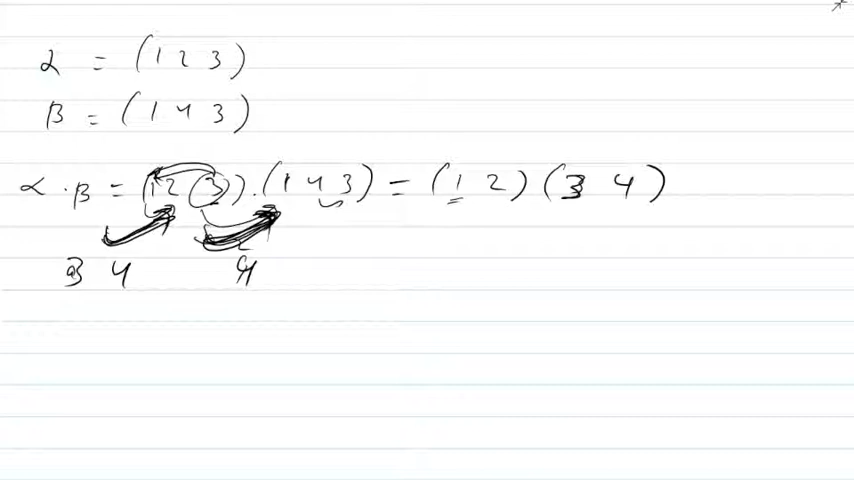 α = (1 2 3)
β = (1 4 3)
α · β = (1 2 3) · (1 4 3) = (1 2) (3 4)
3 4 4